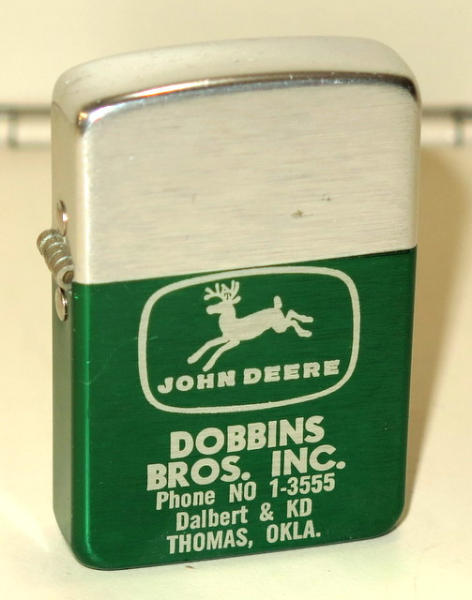 JOHN DEERE
DOBBINS
BROS. INC.
Phone NO 1-3555
Dalbert & KD
THOMAS, OKLA.